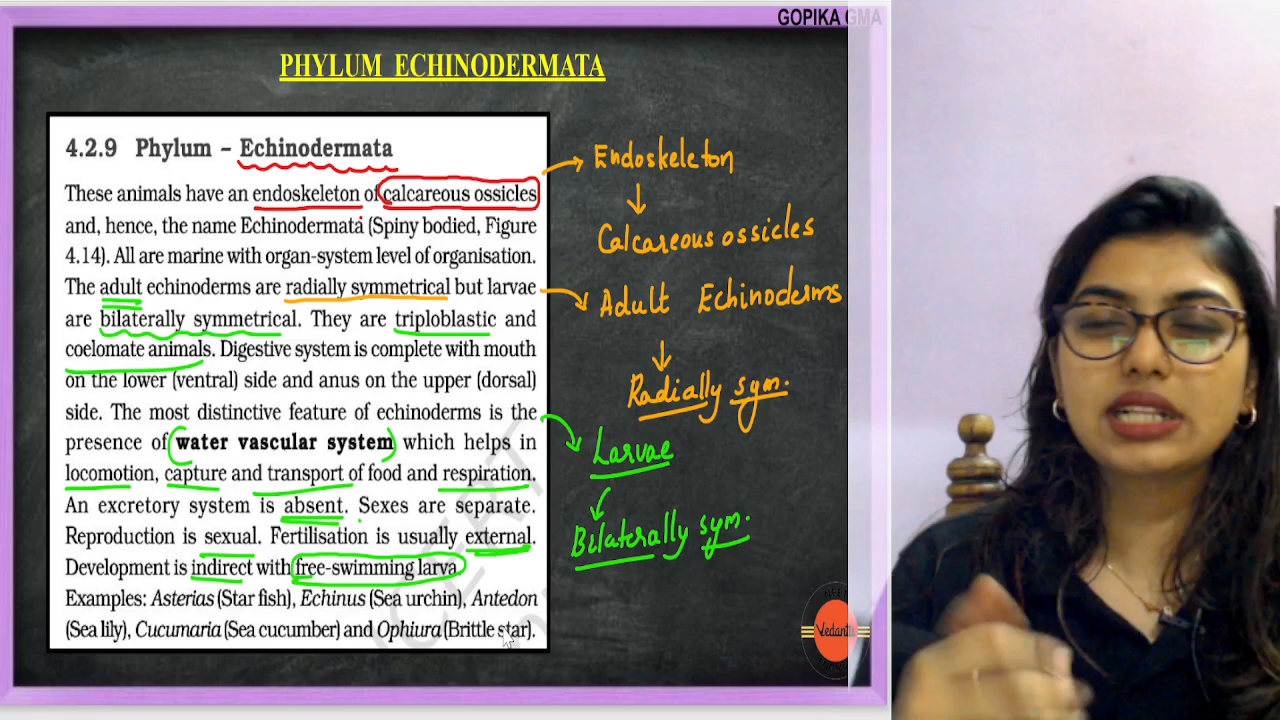 GOPIKA GMA
PHYLUM ECHINODERMATA
4.2.9 Phylum – Echinodermata
These animals have an endoskeleton of calcareous ossicles
and, hence, the name Echinodermata (Spiny bodied, Figure
4.14). All are marine with organ-system level of organisation.
The adult echinoderms are radially symmetrical but larvae
are bilaterally symmetrical. They are triploblastic and
coelomate animals. Digestive system is complete with mouth
on the lower (ventral) side and anus on the upper (dorsal)
side. The most distinctive feature of echinoderms is the
presence of water vascular system which helps in
locomotion, capture and transport of food and respiration.
An excretory system is absent. Sexes are separate.
Reproduction is sexual. Fertilisation is usually external.
Development is indirect with free-swimming larva
Examples: Asterias (Star fish), Echinus (Sea urchin), Antedon
(Sea lily), Cucumaria (Sea cucumber) and Ophiura (Brittle star).
Endoskeleton
Calcareous ossicles
Adult Echinoderms
Radially sym.
Larvae
Bilaterally sym.
Vedantu